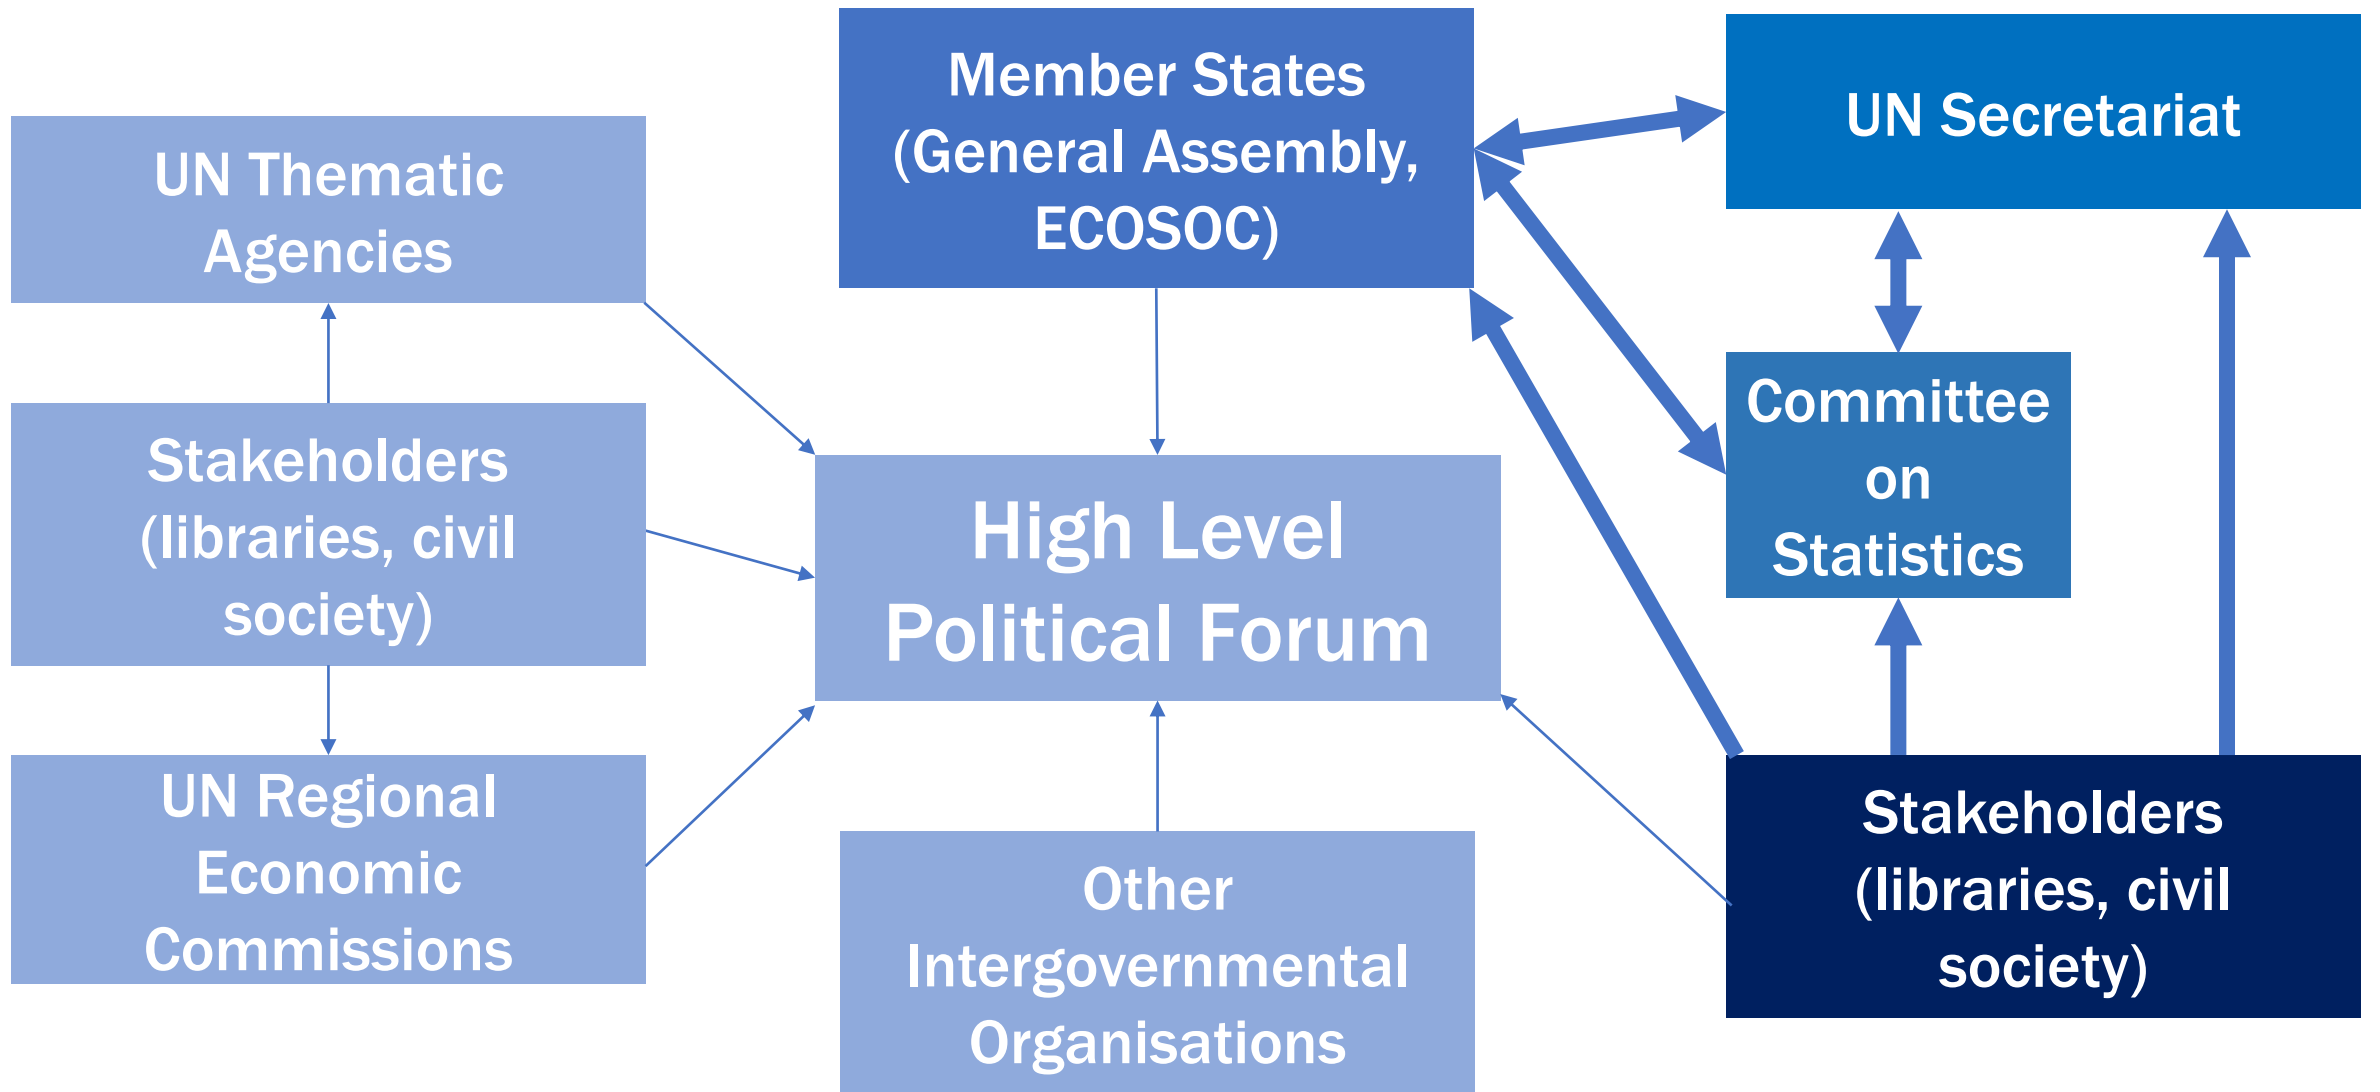 Member States
(General Assembly,
ECOSOC)
UN Secretariat
UN Thematic
Agencies
Stakeholders
(libraries, civil
society)
High Level
Political Forum
Committee
on
Statistics
UN Regional
Economic
Commissions
Other
Intergovernmental
Organisations
Stakeholders
(libraries, civil
society)